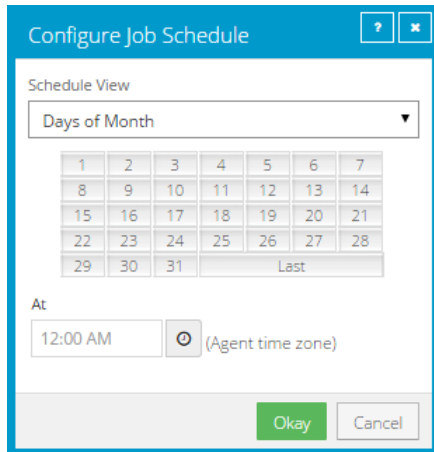 Configure Job Schedule ? ×
Schedule View
Days of Month
1 2 3 4 5 6 7
8 9 10 11 12 13 14
15 16 17 18 19 20 21
22 23 24 25 26 27 28
29 30 31 Last
At
12:00 AM (Agent time zone)
Okay Cancel